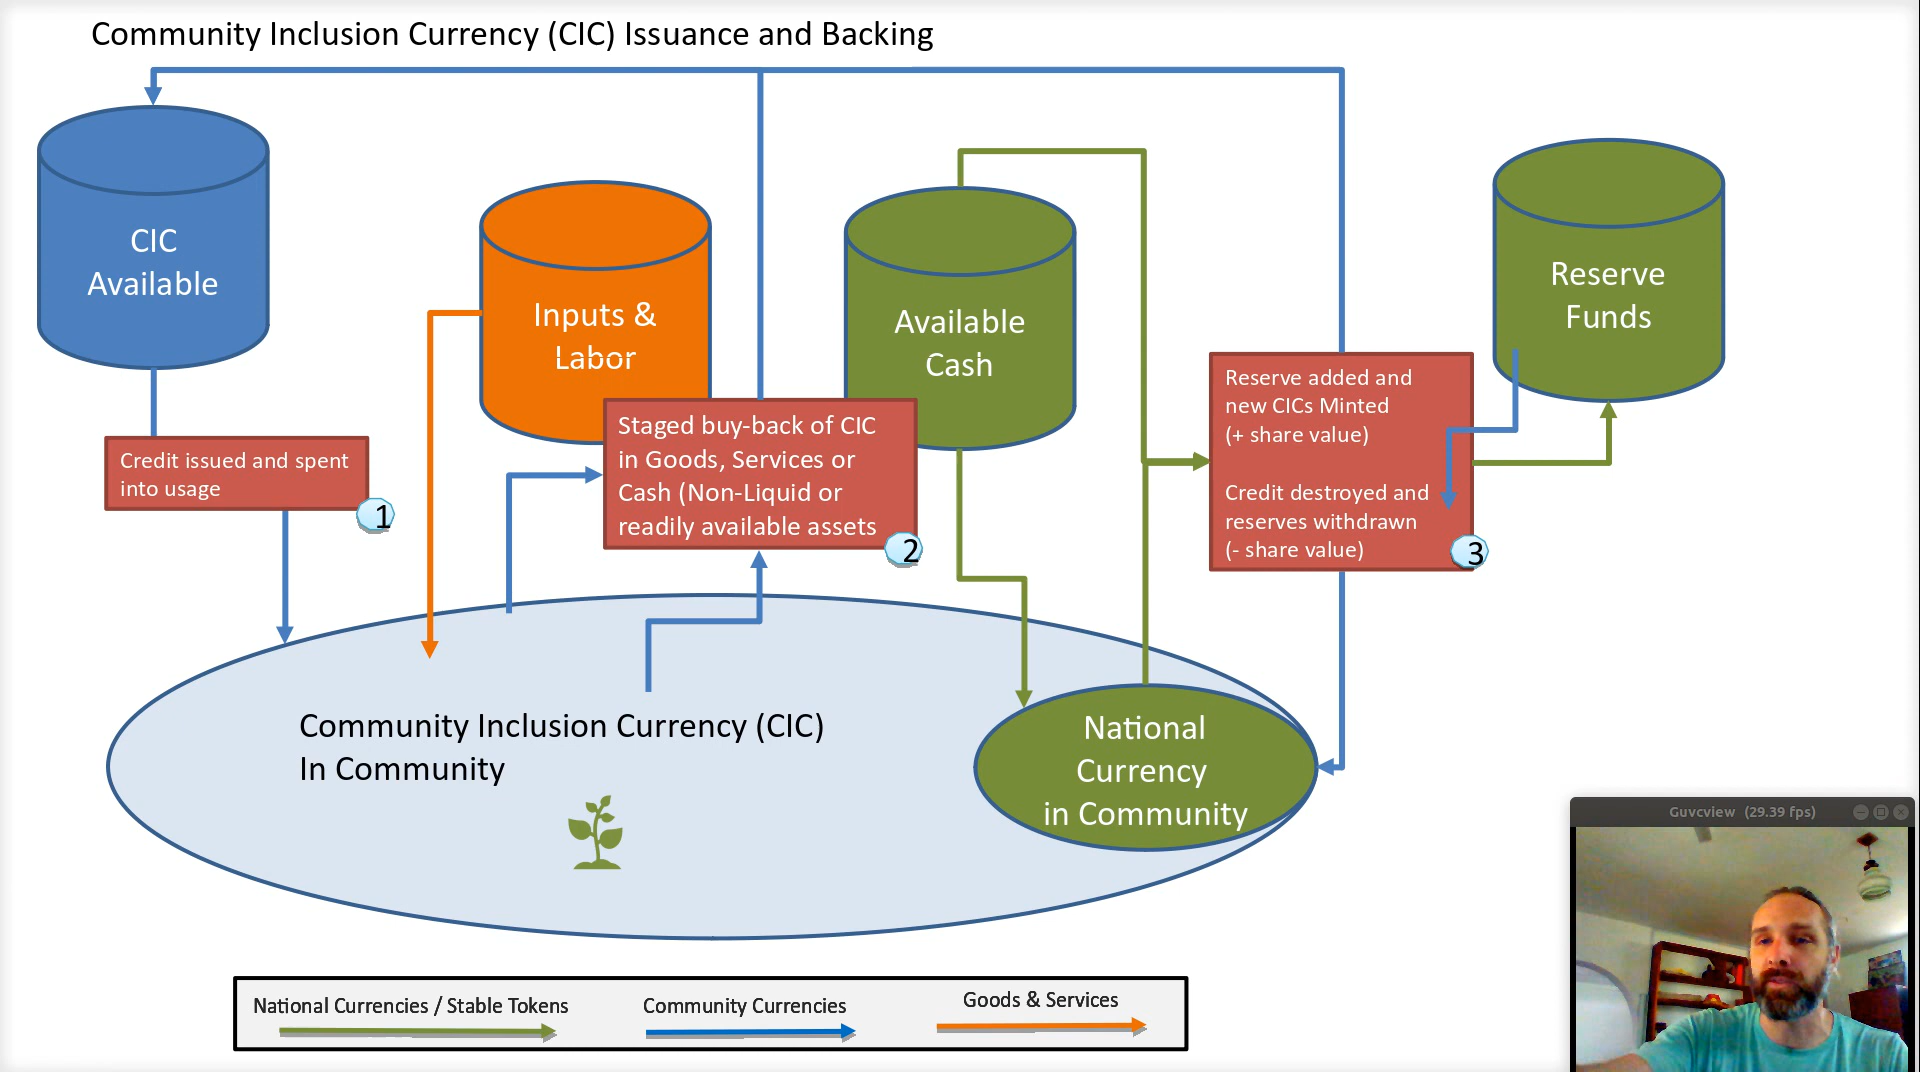 Community Inclusion Currency (CIC) Issuance and Backing
CIC
Available
Inputs &
Labor
Available
Cash
Reserve
Funds
Credit issued and spent
into usage
1
Staged buy-back of CIC
in Goods, Services or
Cash (Non-Liquid or
readily available assets
2
Reserve added and
new CICs Minted
(+ share value)
Credit destroyed and
reserves withdrawn
(- share value)
3
Community Inclusion Currency (CIC)
In Community
National
Currency
in Community
National Currencies / Stable Tokens
Community Currencies
Goods & Services
Guvcview (29.39 fps)